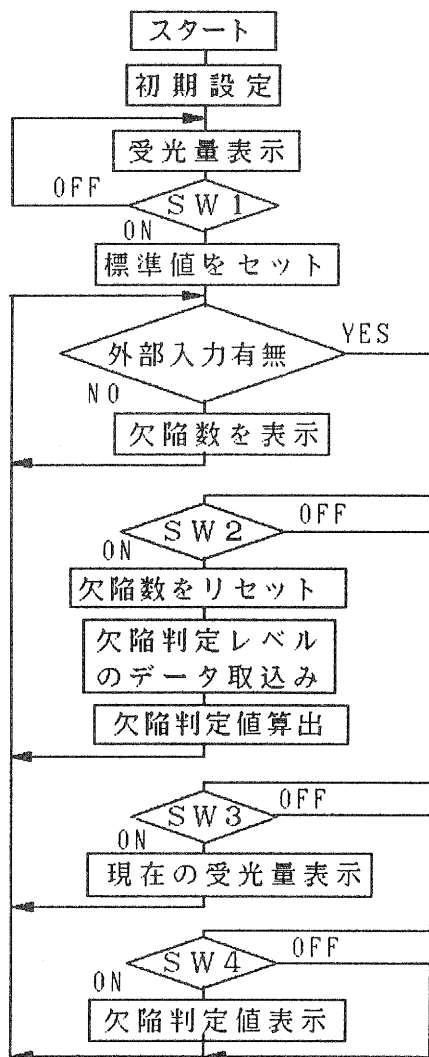 スタート
初期設定
受光量表示
OFF
SW1
ON
標準値をセット
YES
外部入力有無
NO
欠陥数を表示
OFF
SW2
ON
欠陥数をリセット
欠陥判定レベル
のデータ取込み
欠陥判定値算出
OFF
SW3
ON
現在の受光量表示
OFF
SW4
ON
欠陥判定値表示